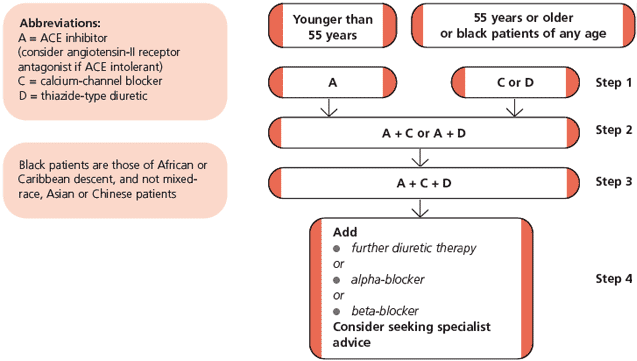 Abbreviations:
A = ACE inhibitor
(consider angiotensin-II receptor
antagonist if ACE intolerant)
C = calcium-channel blocker
D = thiazide-type diuretic
Black patients are those of African or
Caribbean descent, and not mixed-
race, Asian or Chinese patients
Younger than
55 years
55 years or older
or black patients of any age
A
C or D
Step 1
A + C or A + D
Step 2
A + C + D
Step 3
Add
● further diuretic therapy
or
● alpha-blocker
or
● beta-blocker
Consider seeking specialist
advice
Step 4